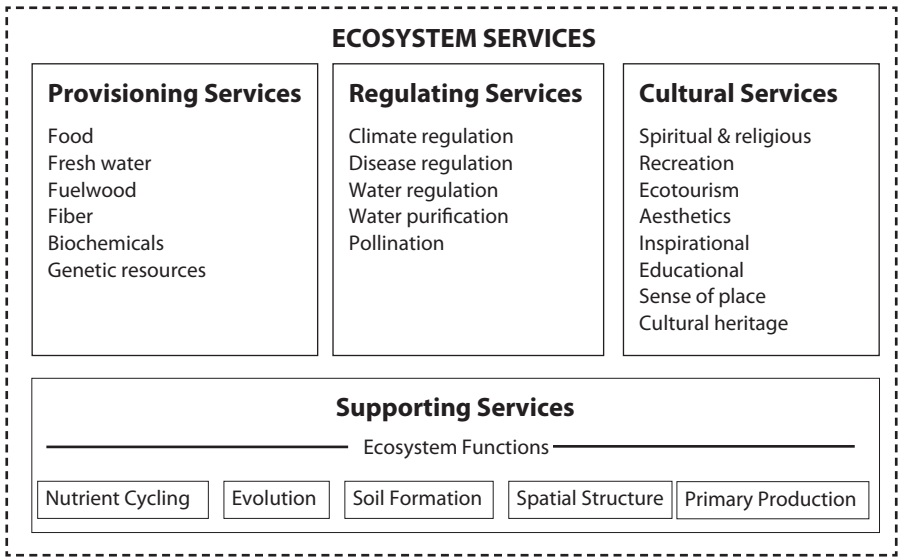 ECOSYSTEM SERVICES
Provisioning Services
Food
Fresh water
Fuelwood
Fiber
Biochemicals
Genetic resources
Regulating Services
Climate regulation
Disease regulation
Water regulation
Water purification
Pollination
Cultural Services
Spiritual & religious
Recreation
Ecotourism
Aesthetics
Inspirational
Educational
Sense of place
Cultural heritage
Supporting Services
Ecosystem Functions
Nutrient Cycling
Evolution
Soil Formation
Spatial Structure
Primary Production